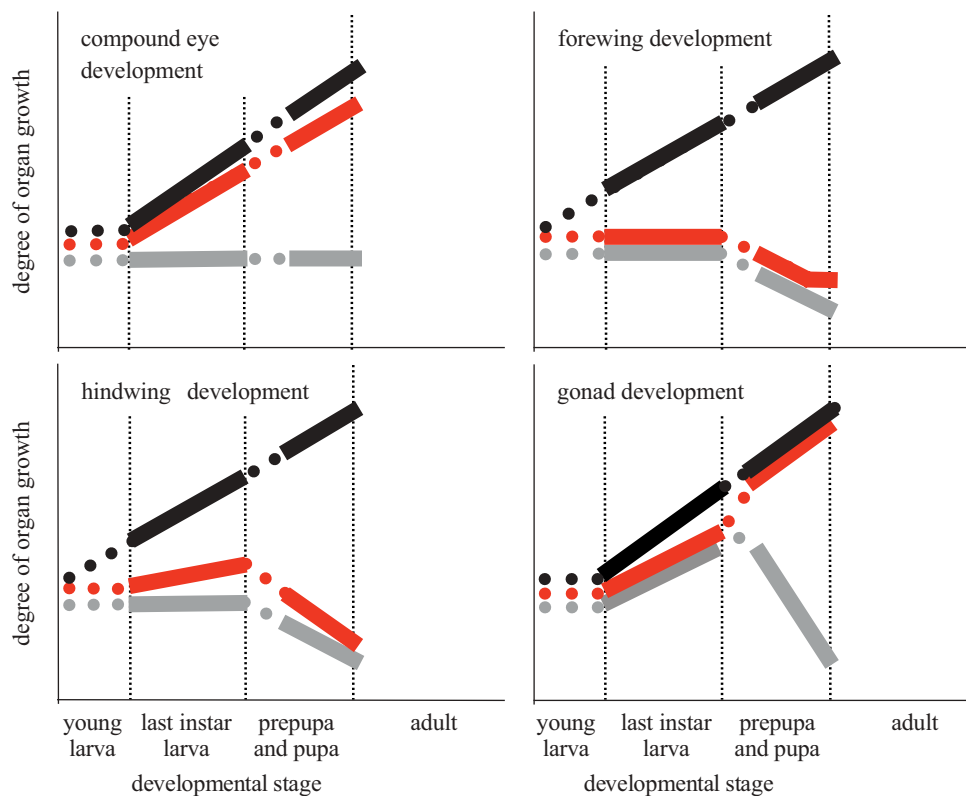 compound eye
development
degree of organ growth
forewing development
hindwing development
degree of organ growth
gonad development
young
larva
last instar
larva
prepupa
and pupa
adult
developmental stage
young
larva
last instar
larva
prepupa
and pupa
adult
developmental stage